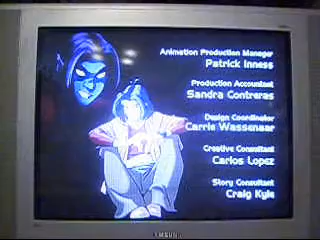 Animation Production Manager
Patrick Inness
Production Accountant
Sandra Contreras
Design Coordinator
Carrie Wassenaar
Creative Consultant
Carlos Lopez
Story Consultant
Craig Kyle
SAMSUNG